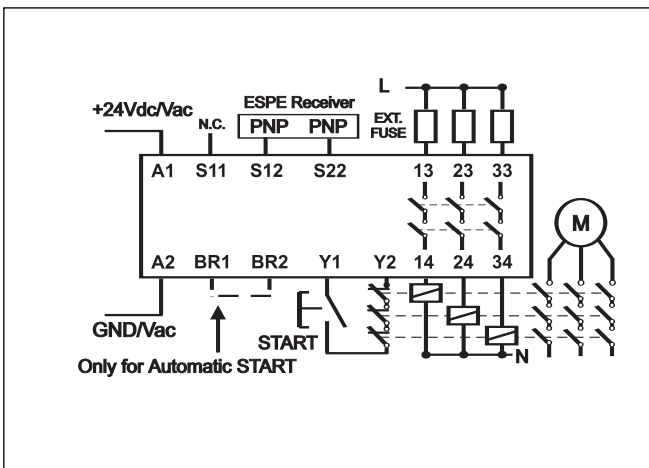 L
+24Vdc/Vac
ESPE Receiver
N.C.
PNP PNP
EXT.
FUSE
A1 S11 S12 S22 13 23 33
M
A2 BR1 BR2 Y1 Y2 14 24 34
GND/Vac
START
N
Only for Automatic START